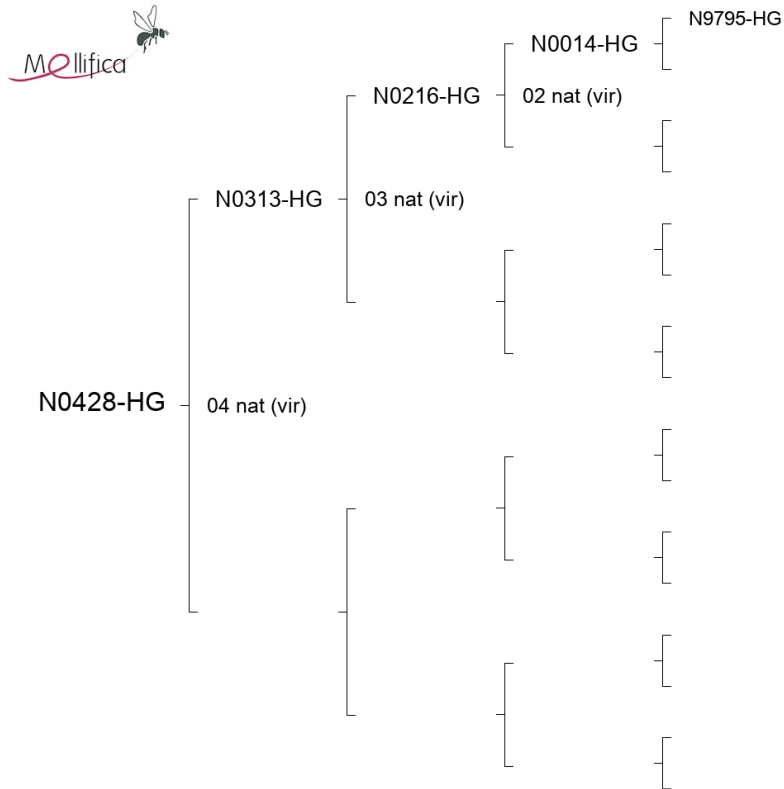 Mellifica
N9795-HG
N0014-HG
N0216-HG 02 nat (vir)
N0313-HG 03 nat (vir)
N0428-HG 04 nat (vir)